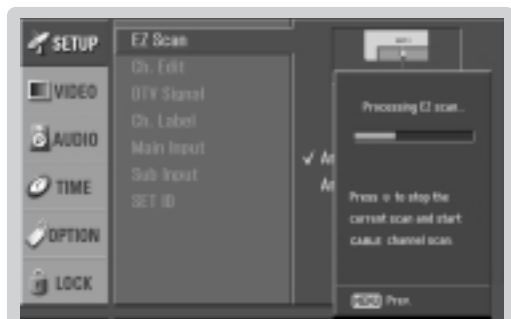 SETUP
VIDEO
AUDIO
TIME
OPTION
LOCK
EZ Scan
Ch. Edit
DTV Signal
Ch. Label
Main Input
Sub Input
SET ID
Processing EZ scan...
Press ■ to stop the
current scan and start
CABLE channel scan.
MENU Prev.